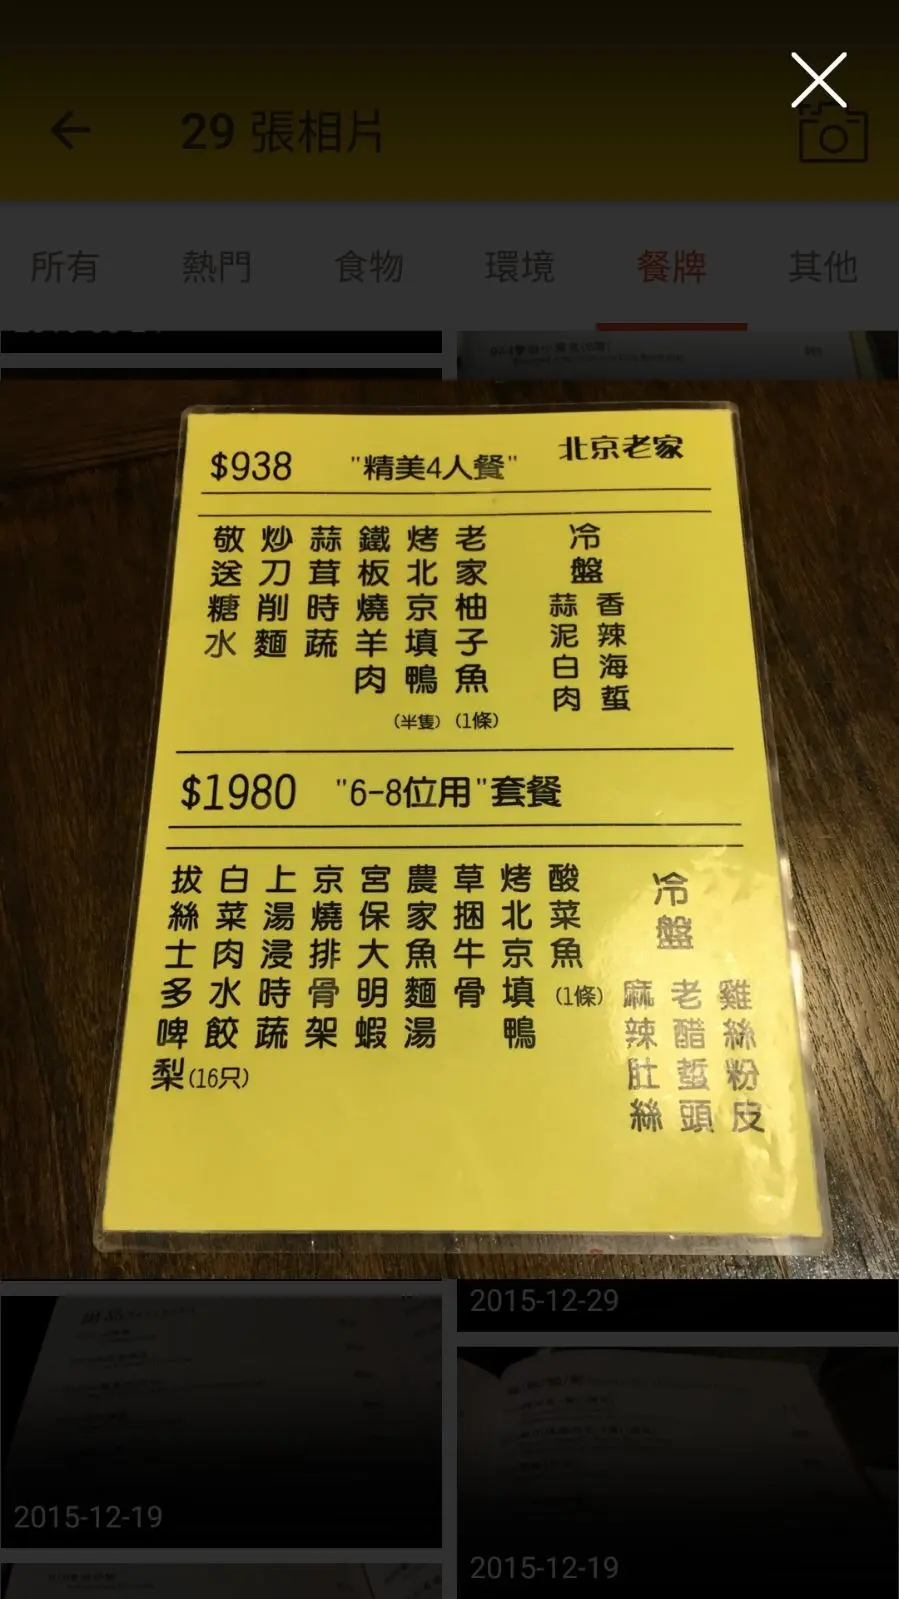 29 張相片
所有 熱門 食物 環境 餐牌 其他
$938 "精美4人餐" 北京老家
冷盤
香辣海蜇
蒜泥白肉
老家柚子魚(1條)
烤北京填鴨(半隻)
鐵板燒羊肉
蒜茸時蔬
炒刀削麵
敬送糖水
$1980 "6-8位用"套餐
冷盤
雞絲粉皮
老醋蜇頭
麻辣肚絲
酸菜魚(1條)
烤北京填鴨
草捆牛骨
農家魚麵湯
宮保大明蝦
京燒排骨架
上湯浸時蔬
白菜肉水餃(16只)
拔絲士多啤梨
2015-12-29
2015-12-19
2015-12-19